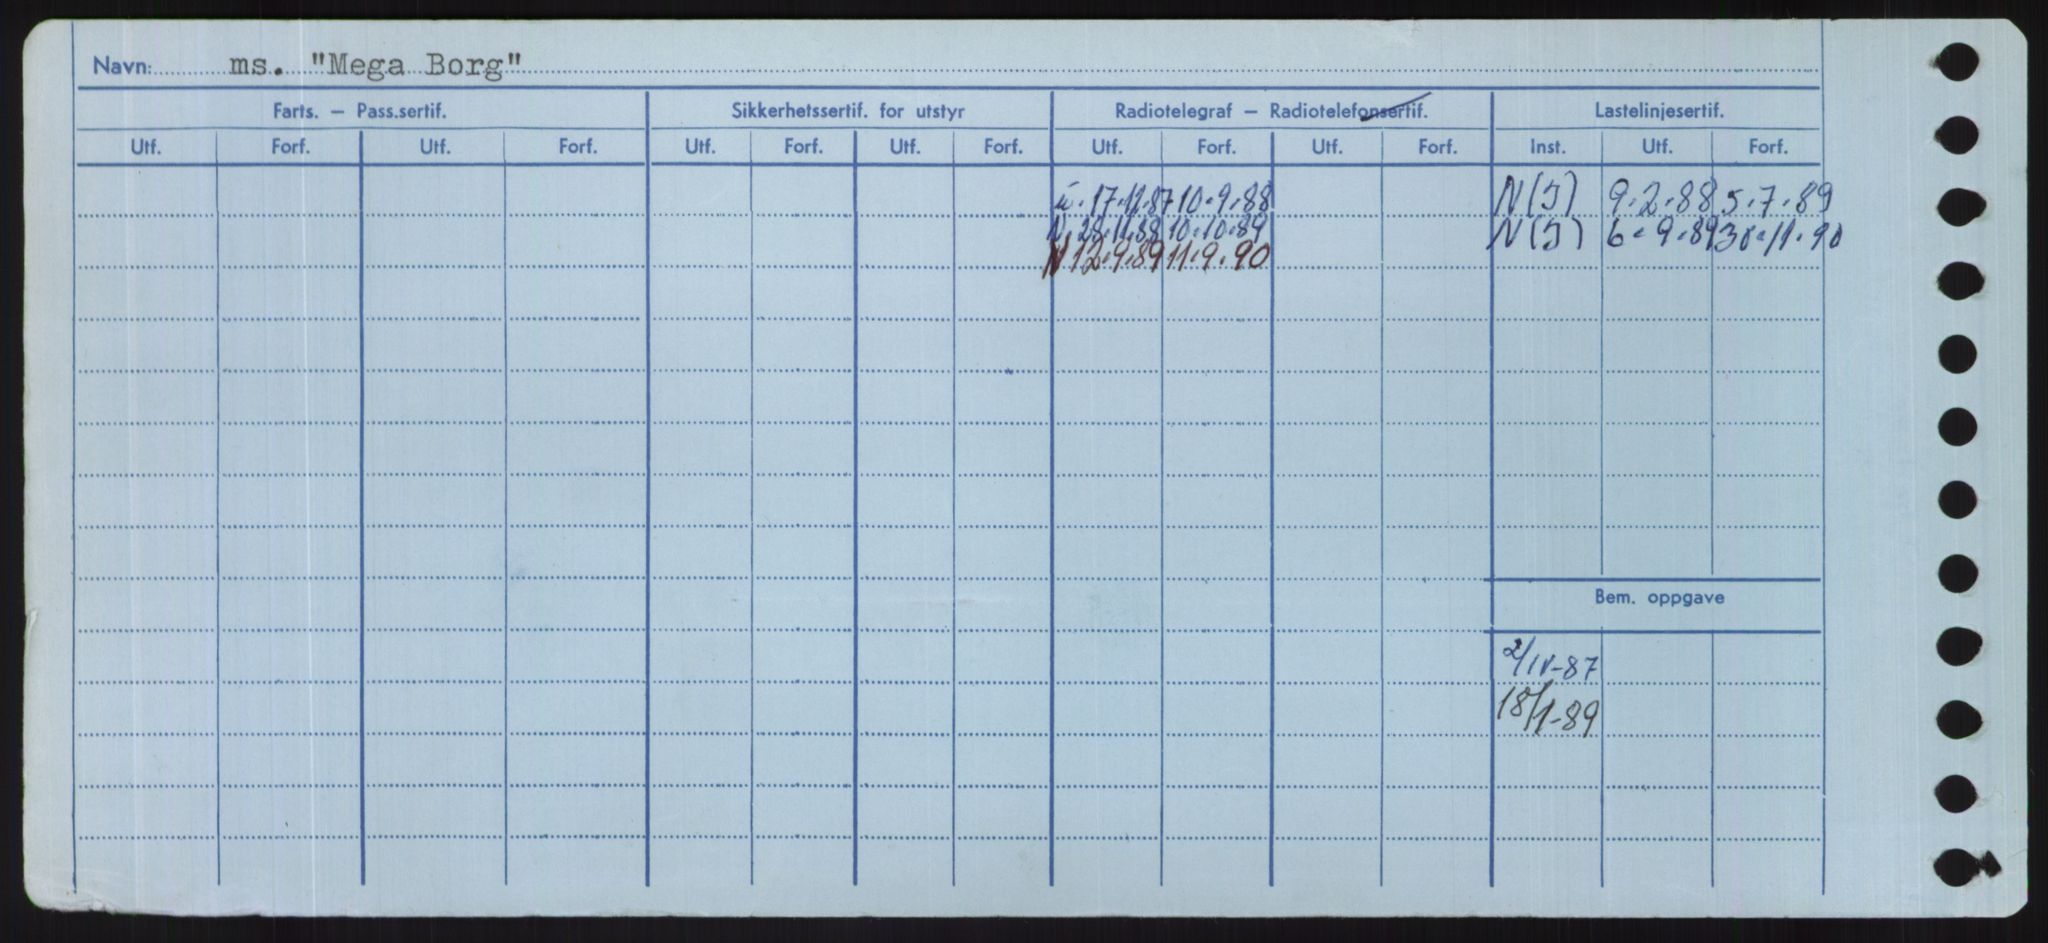 Navn: ms. "Mega Borg"
Farts. – Pass.sertif. Sikkerhetssertif. for utstyr Radiotelegraf – Radiotelefonsertif. Lastelinjesertif.
Utf. Forf. Utf. Forf. Utf. Forf. Utf. Forf. Utf. Forf. Utf. Forf. Inst. Utf. Forf.
u. 17.11.87 10.9.88 N(J) 9.2.88 5.7.89
N. 28.11.88 10.10.89 N(J) 6.9.89 30.11.90
N 12.9.89 11.9.90
Bem. oppgave
2/IV-87
18/1-89